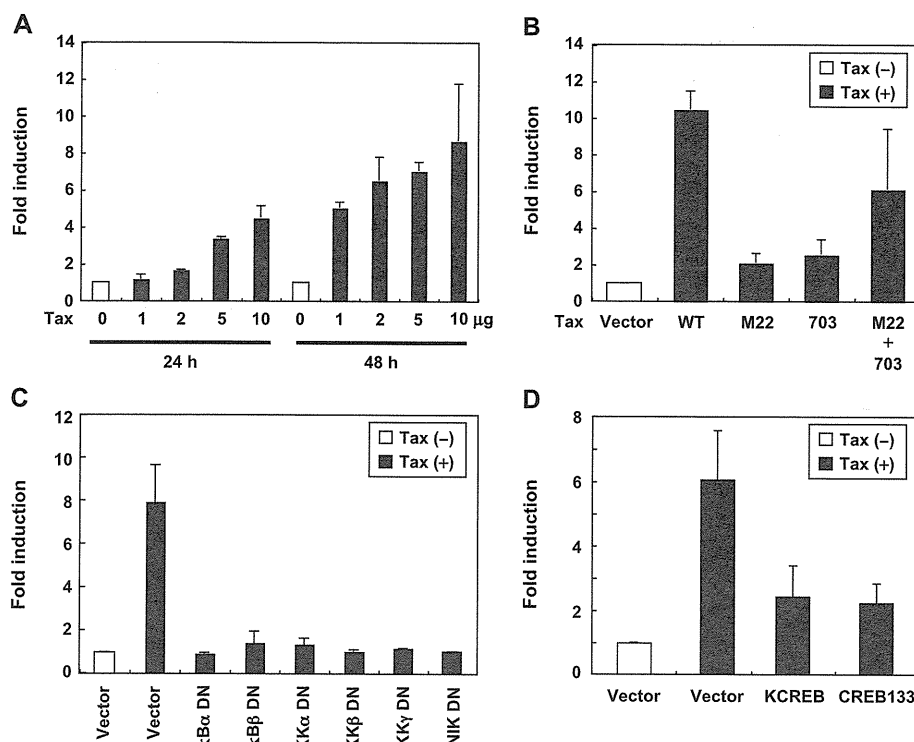 A
14
12
10
8
6
4
2
0
Fold induction
Tax 0 1 2 5 10 0 1 2 5 10 μg
24 h 48 h
B
14
12
10
8
6
4
2
0
Fold induction
Tax (–)
Tax (+)
Tax Vector WT M22 703 M22
+
703
C
12
10
8
6
4
2
0
Fold induction
Tax (–)
Tax (+)
Vector
Vector
κBα DN
κBβ DN
KKα DN
KKβ DN
KKγ DN
NIK DN
D
8
6
4
2
0
Fold induction
Tax (–)
Tax (+)
Vector Vector KCREB CREB133